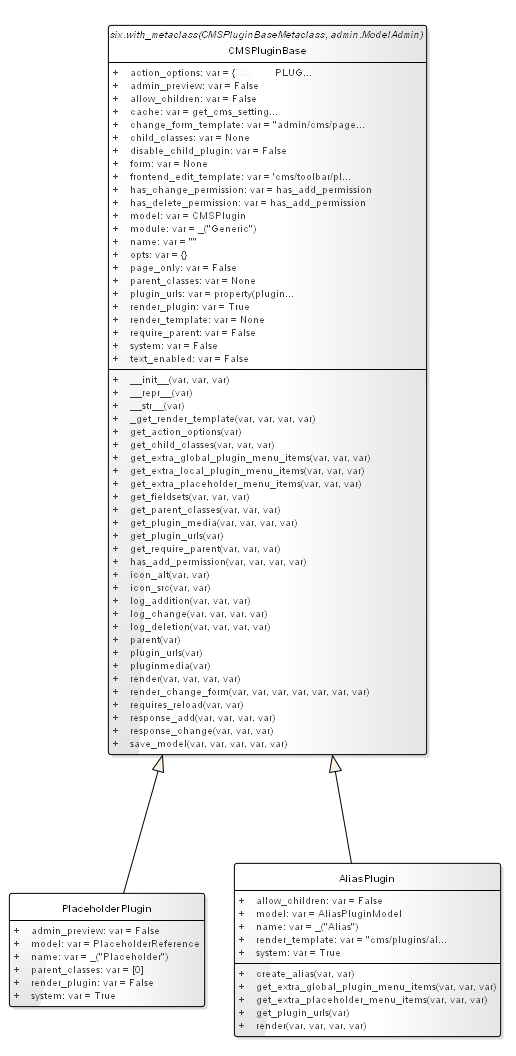 six.with_metaclass(CMSPluginBaseMetaclass, admin.ModelAdmin)
CMSPluginBase
+ action_options: var = { PLUG...
+ admin_preview: var = False
+ allow_children: var = False
+ cache: var = get_cms_setting...
+ change_form_template: var = "admin/cms/page...
+ child_classes: var = None
+ disable_child_plugin: var = False
+ form: var = None
+ frontend_edit_template: var = 'cms/toolbar/pl...
+ has_change_permission: var = has_add_permission
+ has_delete_permission: var = has_add_permission
+ model: var = CMSPlugin
+ module: var = _("Generic")
+ name: var = ""
+ opts: var = {}
+ page_only: var = False
+ parent_classes: var = None
+ plugin_urls: var = property(plugin...
+ render_plugin: var = True
+ render_template: var = None
+ require_parent: var = False
+ system: var = False
+ text_enabled: var = False
+ __init__(var, var, var)
+ __repr__(var)
+ __str__(var)
+ _get_render_template(var, var, var, var)
+ get_action_options(var)
+ get_child_classes(var, var, var)
+ get_extra_global_plugin_menu_items(var, var, var)
+ get_extra_local_plugin_menu_items(var, var, var)
+ get_extra_placeholder_menu_items(var, var, var)
+ get_fieldsets(var, var, var)
+ get_parent_classes(var, var, var)
+ get_plugin_media(var, var, var, var)
+ get_plugin_urls(var)
+ get_require_parent(var, var, var)
+ has_add_permission(var, var, var, var)
+ icon_alt(var, var)
+ icon_src(var, var)
+ log_addition(var, var, var)
+ log_change(var, var, var, var)
+ log_deletion(var, var, var, var)
+ parent(var)
+ plugin_urls(var)
+ pluginmedia(var)
+ render(var, var, var, var)
+ render_change_form(var, var, var, var, var, var, var)
+ requires_reload(var, var)
+ response_add(var, var, var, var)
+ response_change(var, var, var)
+ save_model(var, var, var, var, var)
PlaceholderPlugin
+ admin_preview: var = False
+ model: var = PlaceholderReference
+ name: var = _("Placeholder")
+ parent_classes: var = [0]
+ render_plugin: var = False
+ system: var = True
AliasPlugin
+ allow_children: var = False
+ model: var = AliasPluginModel
+ name: var = _("Alias")
+ render_template: var = "cms/plugins/al...
+ system: var = True
+ create_alias(var, var)
+ get_extra_global_plugin_menu_items(var, var, var)
+ get_extra_placeholder_menu_items(var, var, var)
+ get_plugin_urls(var)
+ render(var, var, var, var)